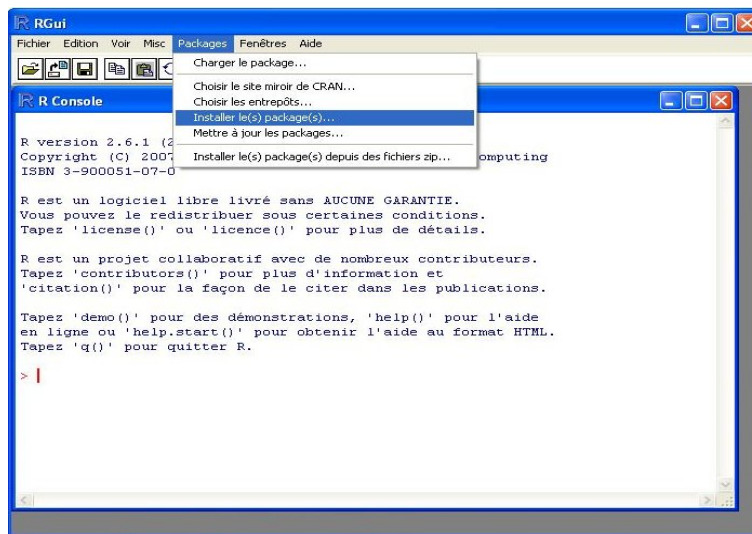 RGui
Fichier Edition Voir Misc Packages Fenêtres Aide
Charger le package...
Choisir le site miroir de CRAN...
Choisir les entrepôts...
Installer le(s) package(s)...
Mettre à jour les packages...
Installer le(s) package(s) depuis des fichiers zip...
R Console
R version 2.6.1 (2
Copyright (C) 2007 omputing
ISBN 3-900051-07-0
R est un logiciel libre livré sans AUCUNE GARANTIE.
Vous pouvez le redistribuer sous certaines conditions.
Tapez 'license()' ou 'licence()' pour plus de détails.
R est un projet collaboratif avec de nombreux contributeurs.
Tapez 'contributors()' pour plus d'information et
'citation()' pour la façon de le citer dans les publications.
Tapez 'demo()' pour des démonstrations, 'help()' pour l'aide
en ligne ou 'help.start()' pour obtenir l'aide au format HTML.
Tapez 'q()' pour quitter R.
>